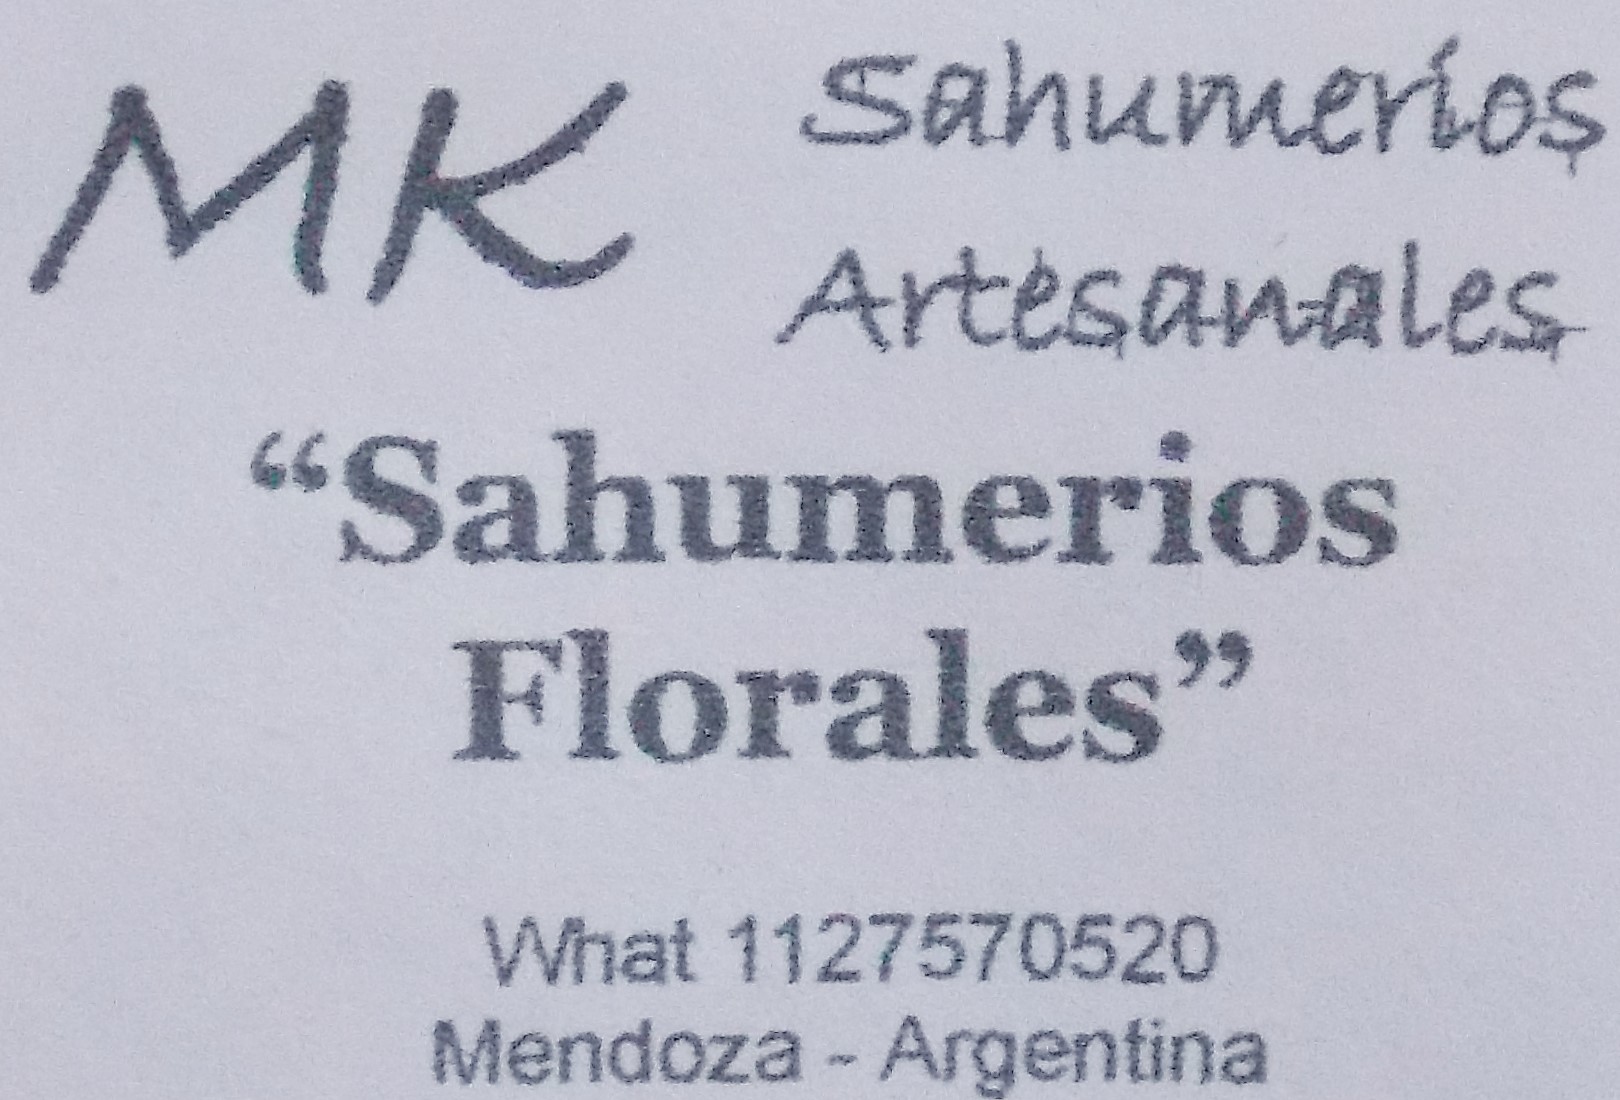 MK Sahumerios
Artesanales
“Sahumerios
Florales”
What 1127570520
Mendoza - Argentina